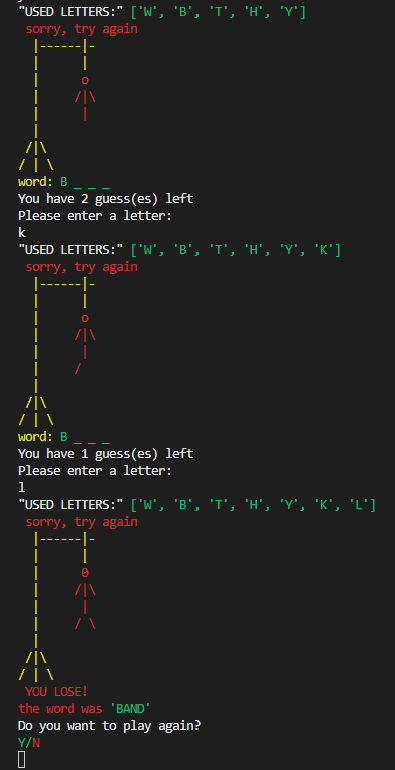 "USED LETTERS:" ['W', 'B', 'T', 'H', 'Y']
 sorry, try again
  |------|-
  |      |
  |      o
  |     /|\
  |      |
  |
 /|\
/ | \
word: B _ _ _
You have 2 guess(es) left
Please enter a letter:
k
"USED LETTERS:" ['W', 'B', 'T', 'H', 'Y', 'K']
 sorry, try again
  |------|-
  |      |
  |      o
  |     /|\
  |      |
  |     /
  |
 /|\
/ | \
word: B _ _ _
You have 1 guess(es) left
Please enter a letter:
l
"USED LETTERS:" ['W', 'B', 'T', 'H', 'Y', 'K', 'L']
 sorry, try again
  |------|-
  |      |
  |      0
  |     /|\
  |      |
  |     / \
  |
 /|\
/ | \
 YOU LOSE!
the word was 'BAND'
Do you want to play again?
Y/N